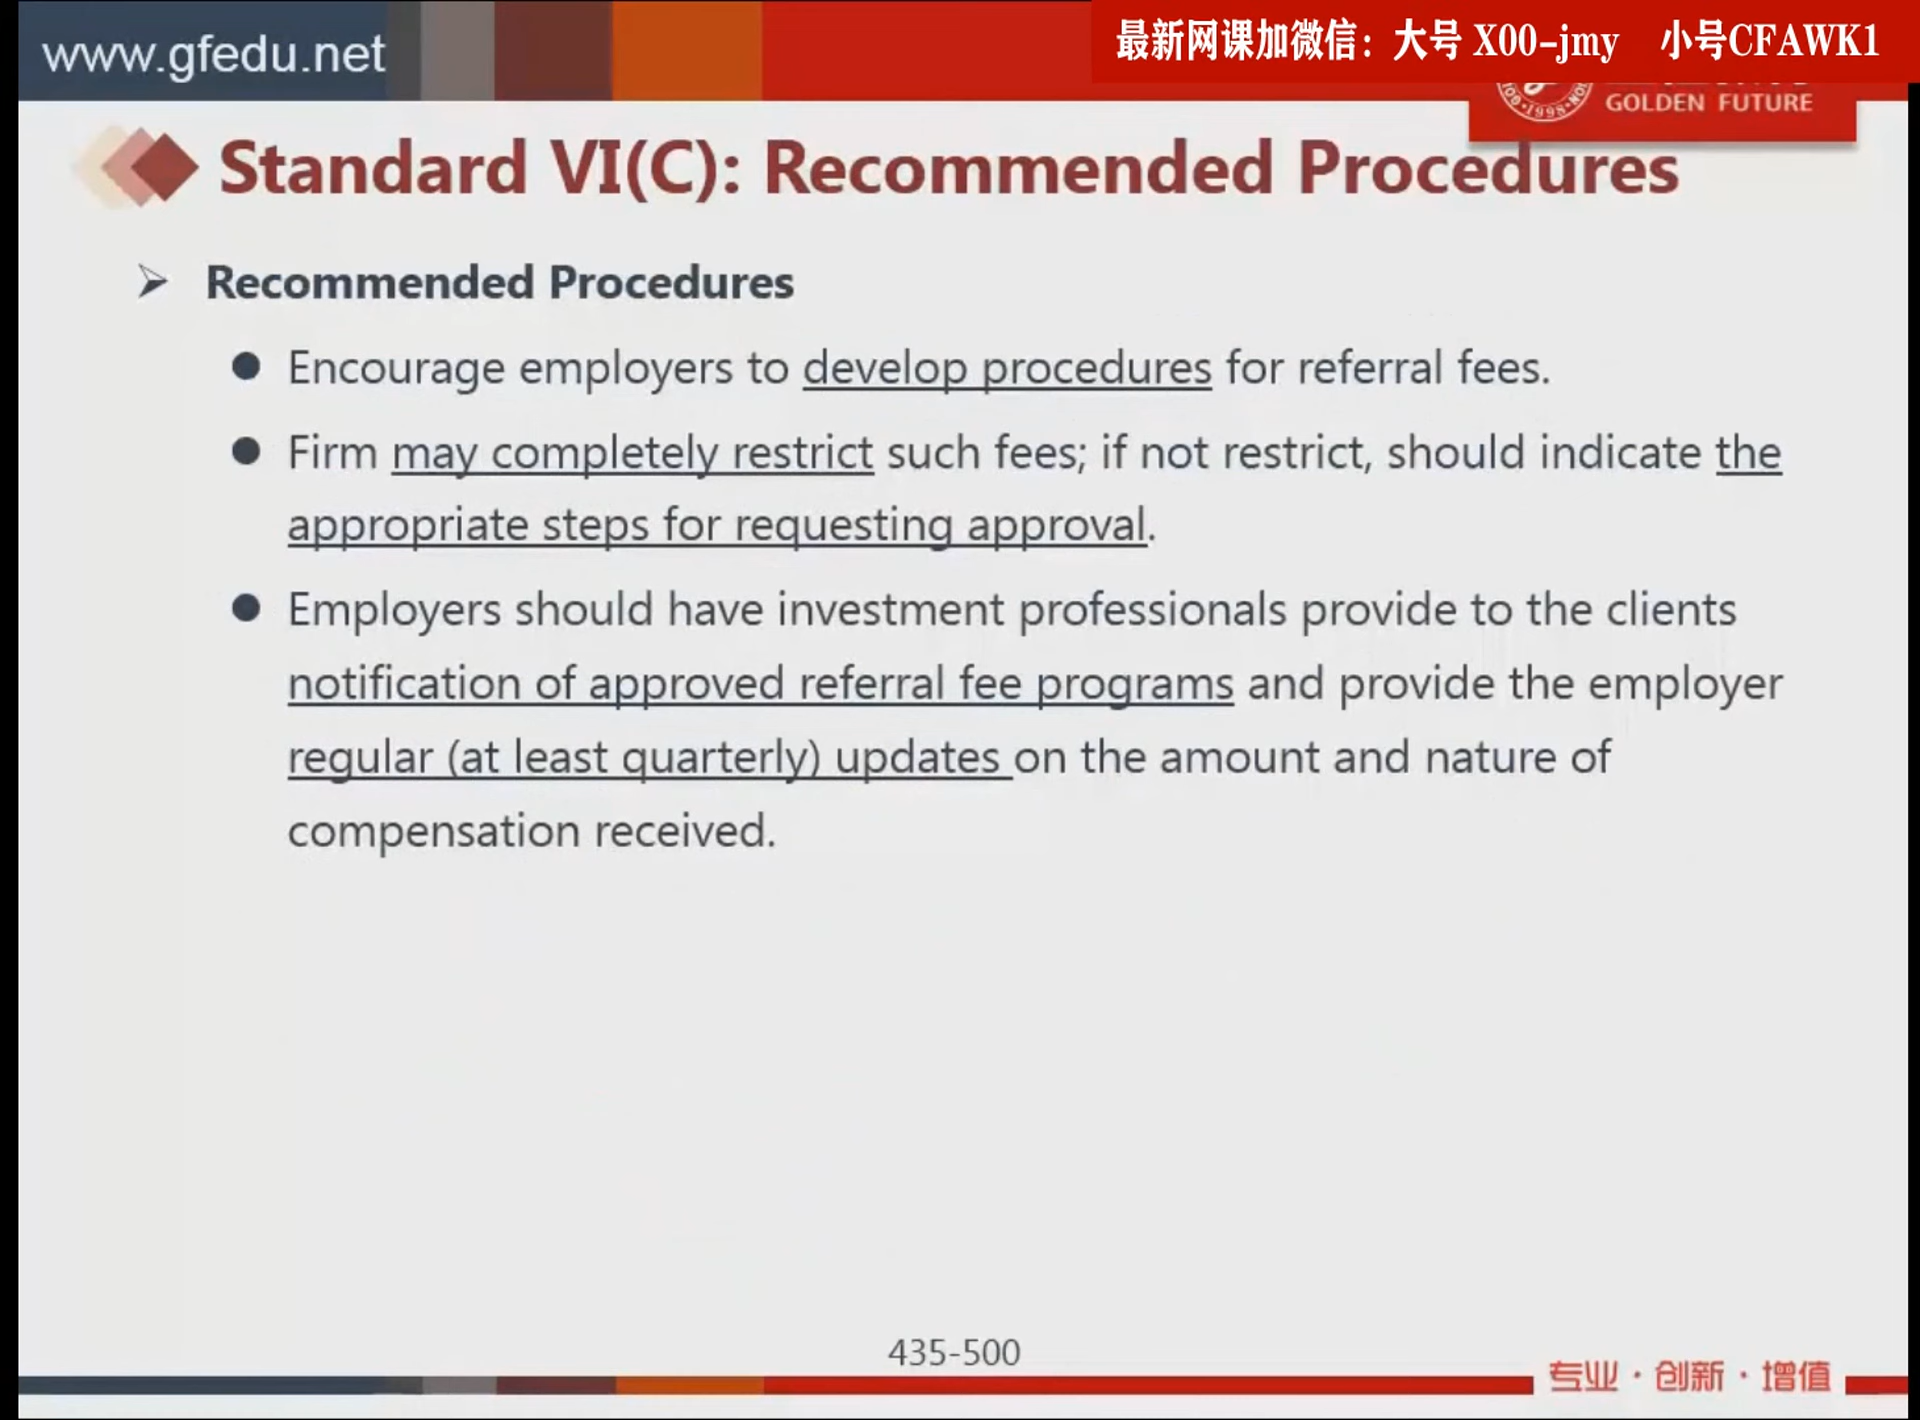 www.gfedu.net
最新网课加微信：大号 X00-jmy 小号CFAWK1
GOLDEN FUTURE
Standard VI(C): Recommended Procedures
➢ Recommended Procedures
● Encourage employers to develop procedures for referral fees.
● Firm may completely restrict such fees; if not restrict, should indicate the
appropriate steps for requesting approval.
● Employers should have investment professionals provide to the clients
notification of approved referral fee programs and provide the employer
regular (at least quarterly) updates on the amount and nature of
compensation received.
435-500
专业·创新·增值